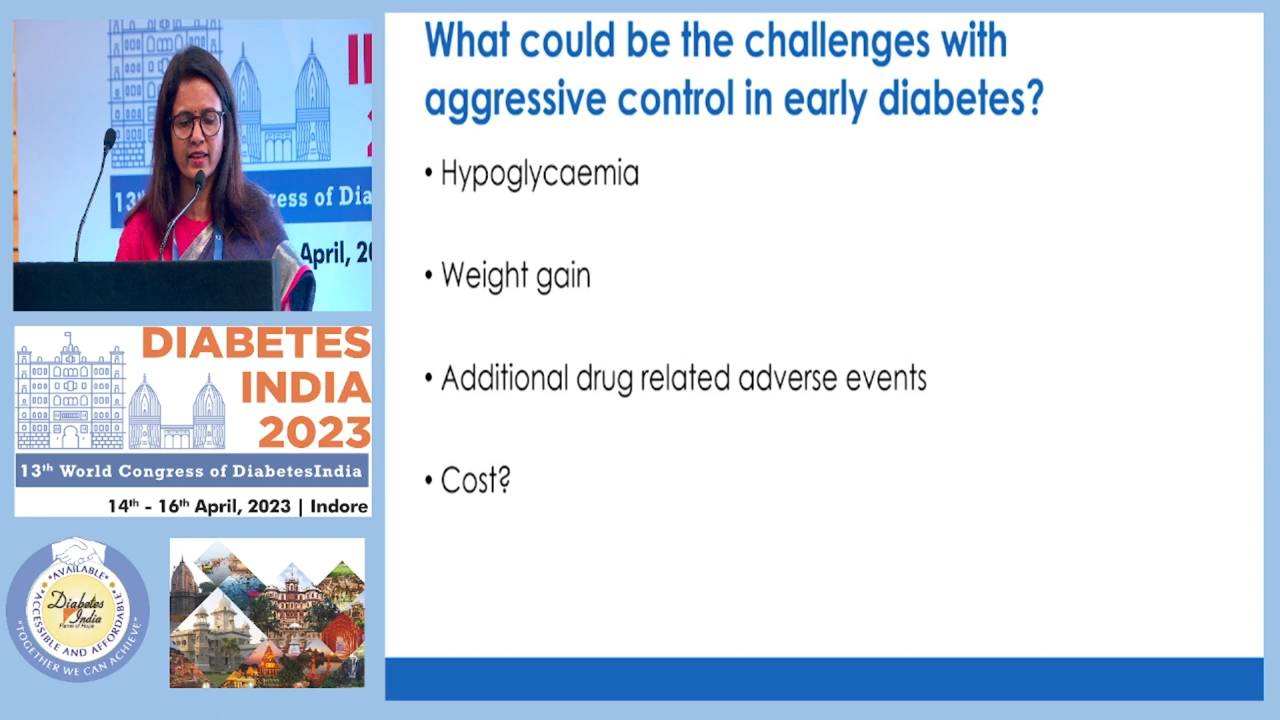 What could be the challenges with
aggressive control in early diabetes?
• Hypoglycaemia
• Weight gain
• Additional drug related adverse events
• Cost?
13
ress of Dia
April, 20
DIABETES
INDIA
2023
13th World Congress of DiabetesIndia
14th - 16th April, 2023 | Indore
*AVAILABLE*
*ACCESSIBLE AND AFFORDABLE*
Diabetes
India
"TOGETHER WE CAN ACHIEVE"